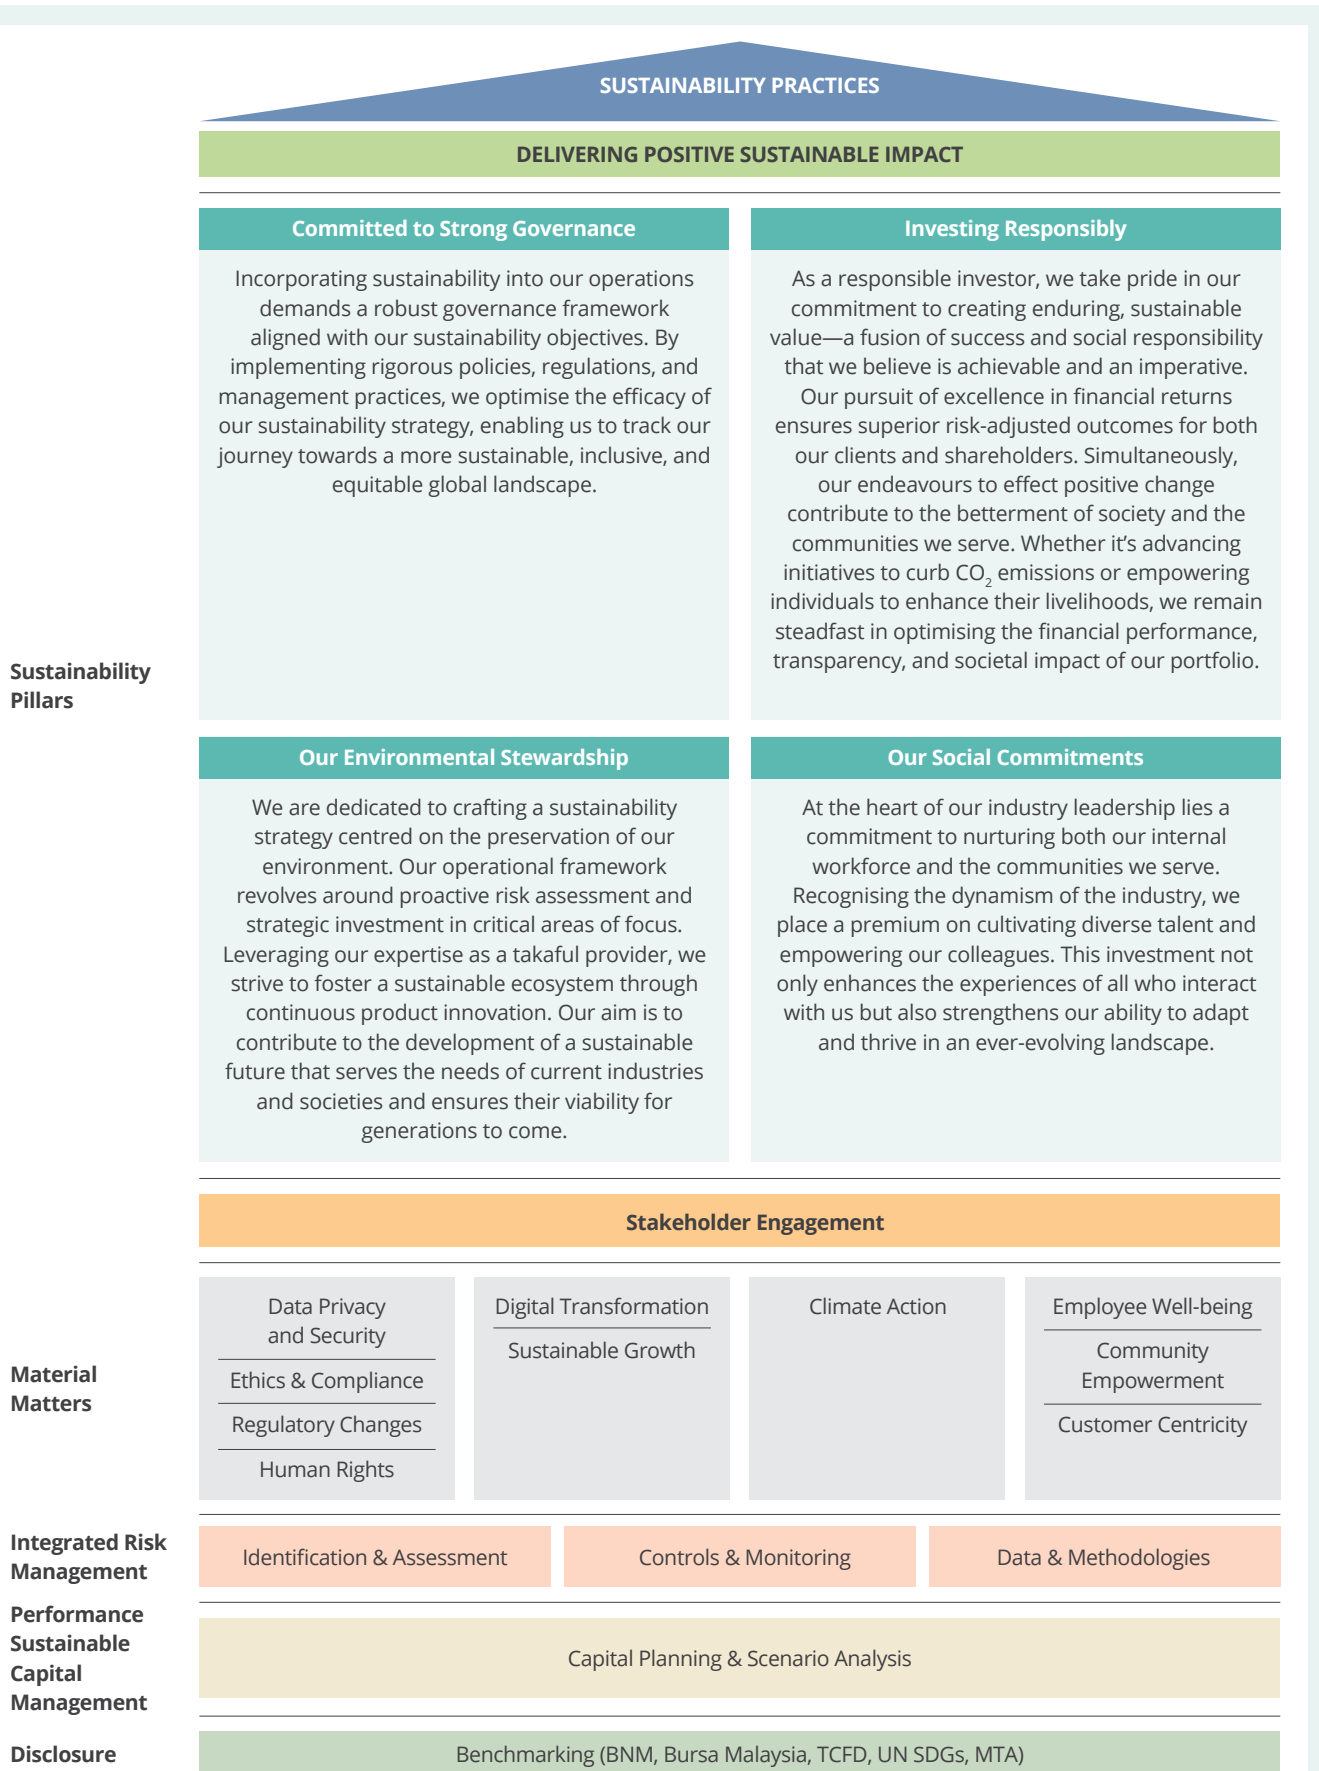 SUSTAINABILITY PRACTICES
DELIVERING POSITIVE SUSTAINABLE IMPACT
Sustainability
Pillars
Committed to Strong Governance
Incorporating sustainability into our operations
demands a robust governance framework
aligned with our sustainability objectives. By
implementing rigorous policies, regulations, and
management practices, we optimise the efficacy of
our sustainability strategy, enabling us to track our
journey towards a more sustainable, inclusive, and
equitable global landscape.
Investing Responsibly
As a responsible investor, we take pride in our
commitment to creating enduring, sustainable
value—a fusion of success and social responsibility
that we believe is achievable and an imperative.
Our pursuit of excellence in financial returns
ensures superior risk-adjusted outcomes for both
our clients and shareholders. Simultaneously,
our endeavours to effect positive change
contribute to the betterment of society and the
communities we serve. Whether it’s advancing
initiatives to curb CO₂ emissions or empowering
individuals to enhance their livelihoods, we remain
steadfast in optimising the financial performance,
transparency, and societal impact of our portfolio.
Our Environmental Stewardship
We are dedicated to crafting a sustainability
strategy centred on the preservation of our
environment. Our operational framework
revolves around proactive risk assessment and
strategic investment in critical areas of focus.
Leveraging our expertise as a takaful provider, we
strive to foster a sustainable ecosystem through
continuous product innovation. Our aim is to
contribute to the development of a sustainable
future that serves the needs of current industries
and societies and ensures their viability for
generations to come.
Our Social Commitments
At the heart of our industry leadership lies a
commitment to nurturing both our internal
workforce and the communities we serve.
Recognising the dynamism of the industry, we
place a premium on cultivating diverse talent and
empowering our colleagues. This investment not
only enhances the experiences of all who interact
with us but also strengthens our ability to adapt
and thrive in an ever-evolving landscape.
Stakeholder Engagement
Material
Matters
Data Privacy
and Security
Ethics & Compliance
Regulatory Changes
Human Rights
Digital Transformation
Sustainable Growth
Climate Action
Employee Well-being
Community
Empowerment
Customer Centricity
Integrated Risk
Management
Identification & Assessment
Controls & Monitoring
Data & Methodologies
Performance
Sustainable
Capital
Management
Capital Planning & Scenario Analysis
Disclosure
Benchmarking (BNM, Bursa Malaysia, TCFD, UN SDGs, MTA)